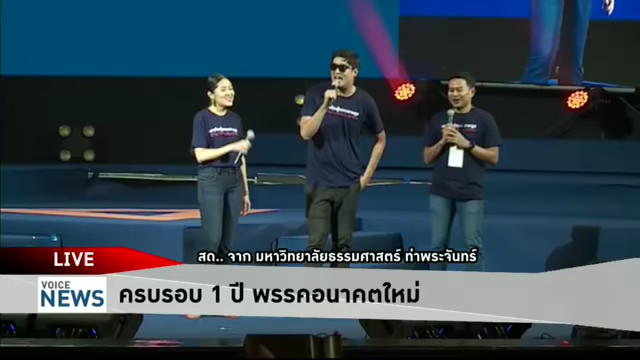 สด.. จาก มหาวิทยาลัยธรรมศาสตร์ ท่าพระจันทร์
LIVE
VOICE
NEWS
ครบรอบ 1 ปี พรรคอนาคตใหม่